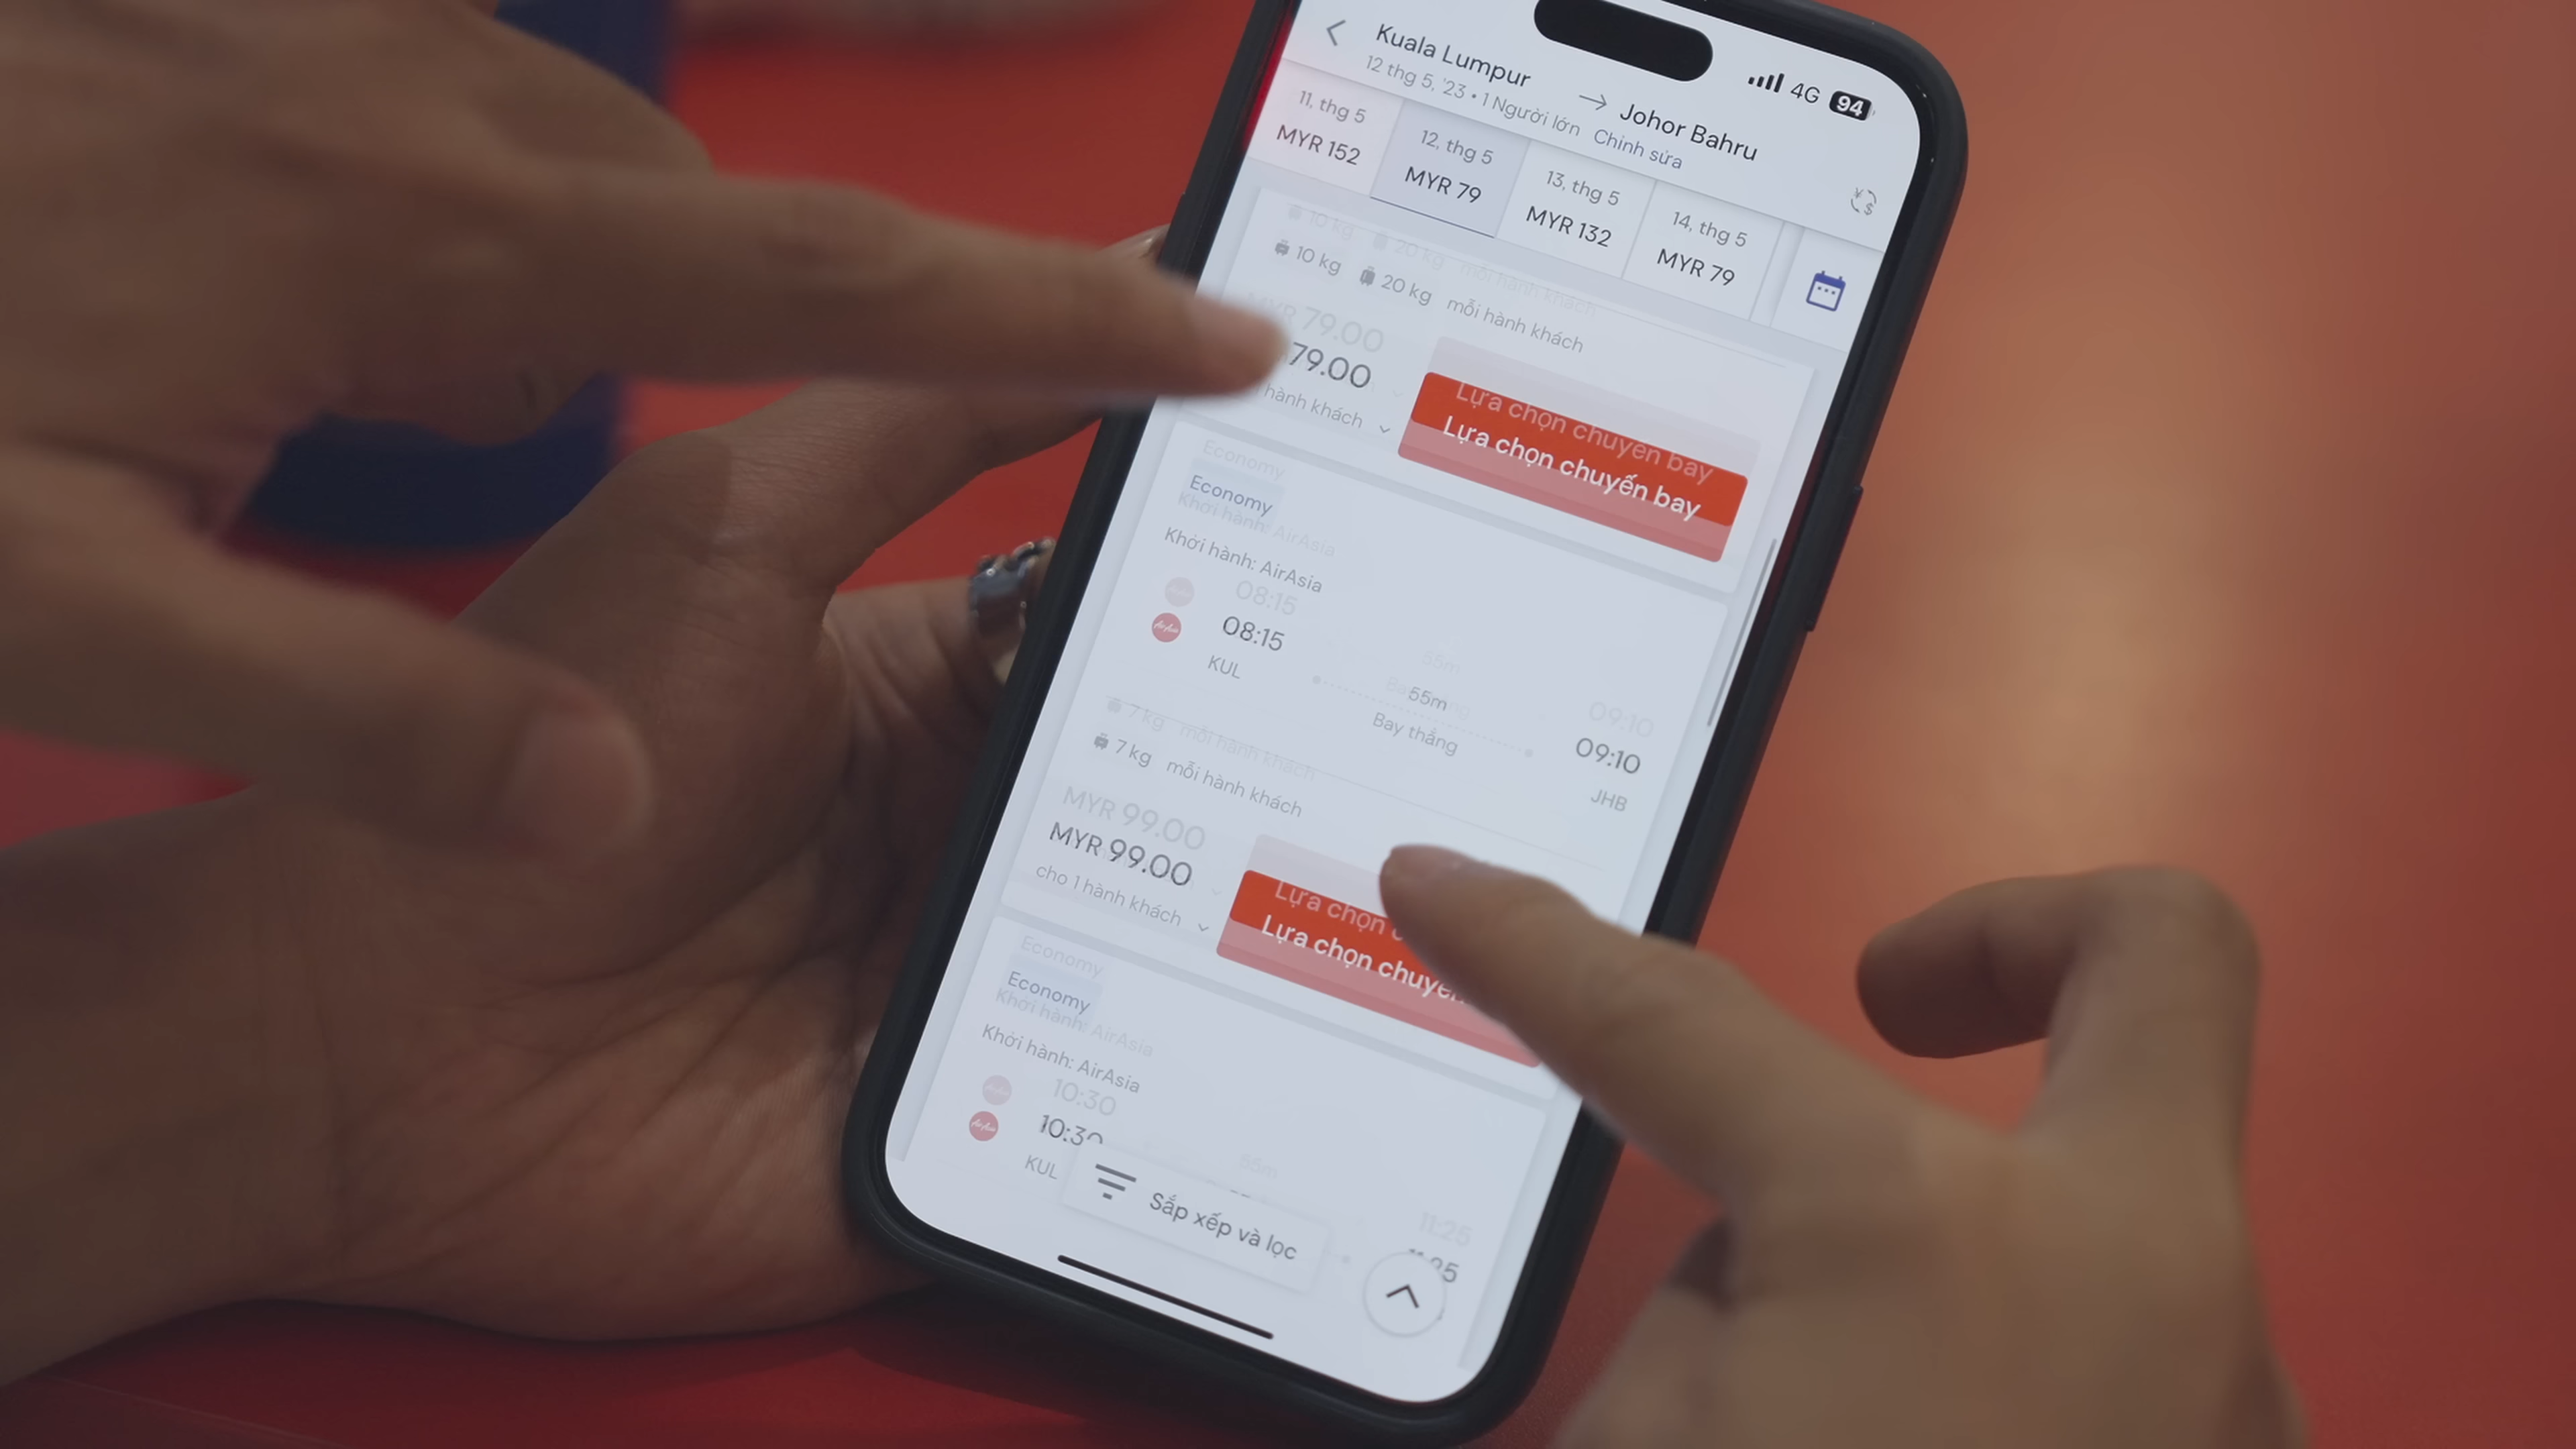 Kuala Lumpur → Johor Bahru
12 thg 5, '23 • 1 Người lớn Chỉnh sửa
4G 94
11, thg 5
MYR 152
12, thg 5
MYR 79
13, thg 5
MYR 132
14, thg 5
MYR 79
10 kg 20 kg mỗi hành khách
79.00
hành khách
Lựa chọn chuyến bay
Economy
Khởi hành: AirAsia
08:15
KUL
55m
Bay thẳng
09:10
JHB
7 kg mỗi hành khách
MYR 99.00
cho 1 hành khách
Lựa chọn chuyến
Economy
Khởi hành: AirAsia
10:30
KUL
11:25
Sắp xếp và lọc